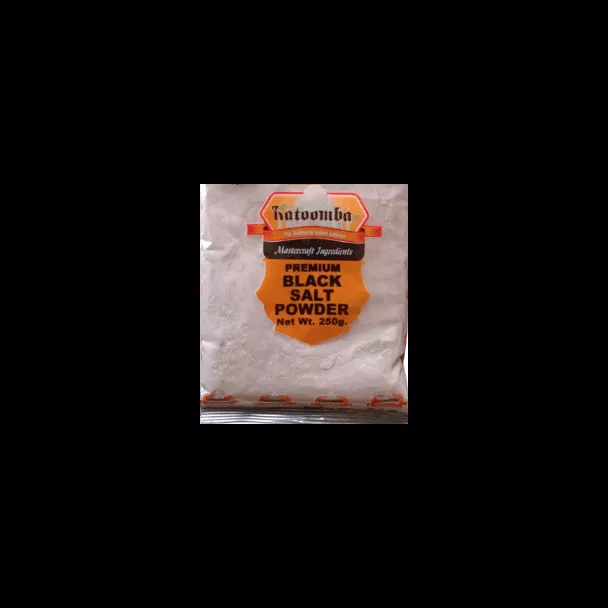 Katoomba
Mastercraft Ingredients
PREMIUM
BLACK
SALT
POWDER
Net Wt. 250g.